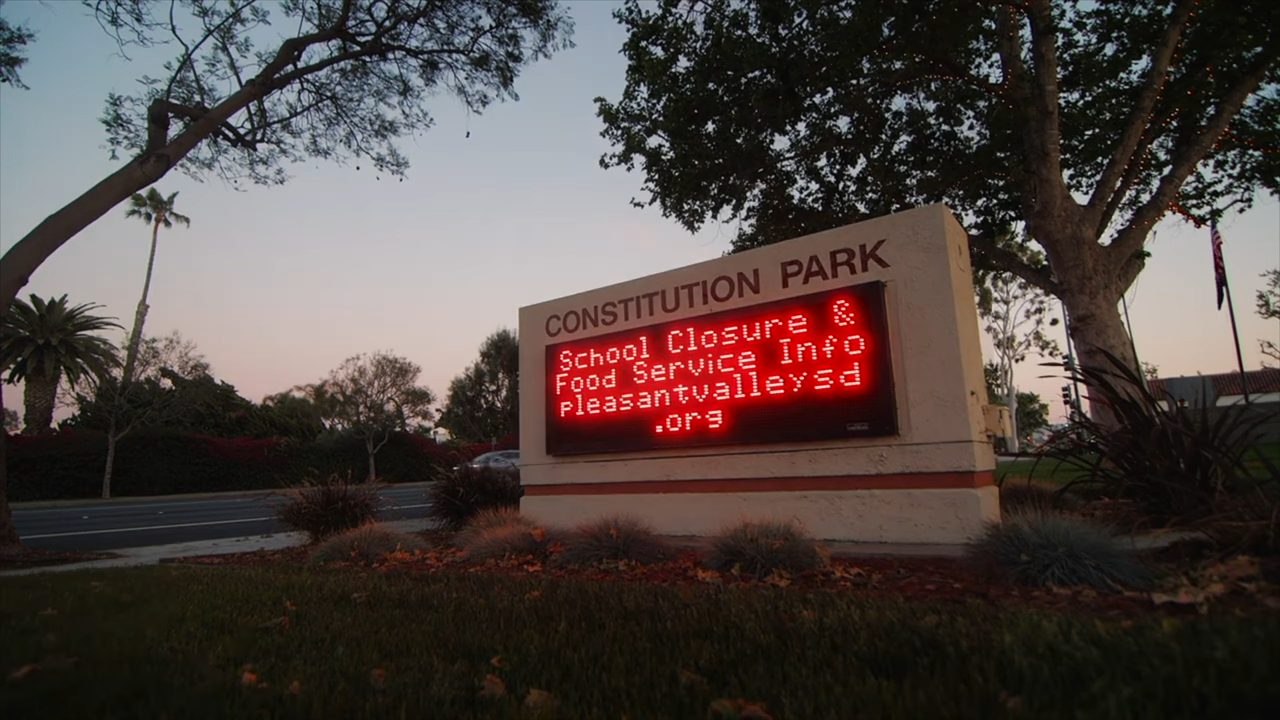 CONSTITUTION PARK
School Closure &
Food Service Info
Pleasantvalleysd
.org